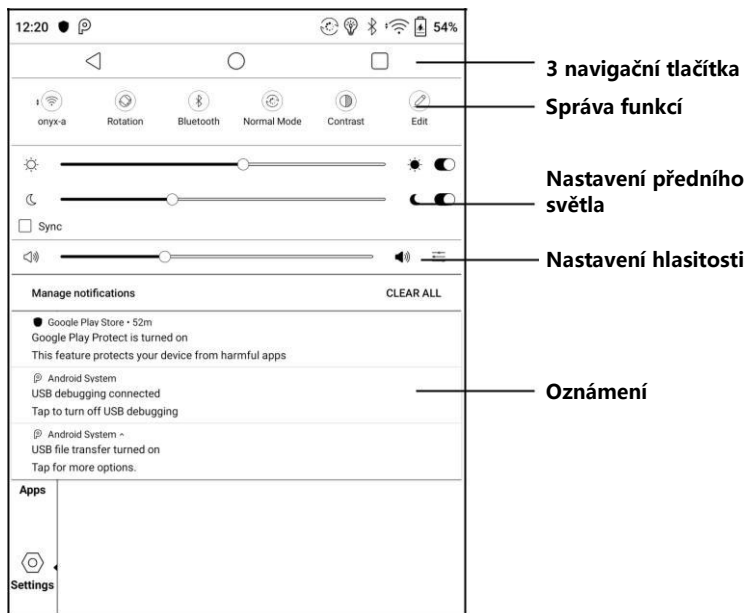 12:20 54%
3 navigační tlačítka
Správa funkcí
onyx-a Rotation Bluetooth Normal Mode Contrast Edit
Nastavení předního
světla
Sync
Nastavení hlasitosti
Manage notifications CLEAR ALL
Google Play Store • 52m
Google Play Protect is turned on
This feature protects your device from harmful apps
Android System
USB debugging connected
Tap to turn off USB debugging
Oznámení
Android System
USB file transfer turned on
Tap for more options.
Apps
Settings